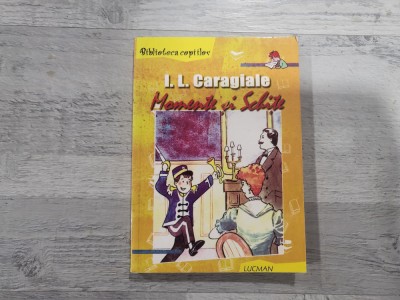 Biblioteca copiilor
I. L. Caragiale
Momente și Schițe
LUCMAN